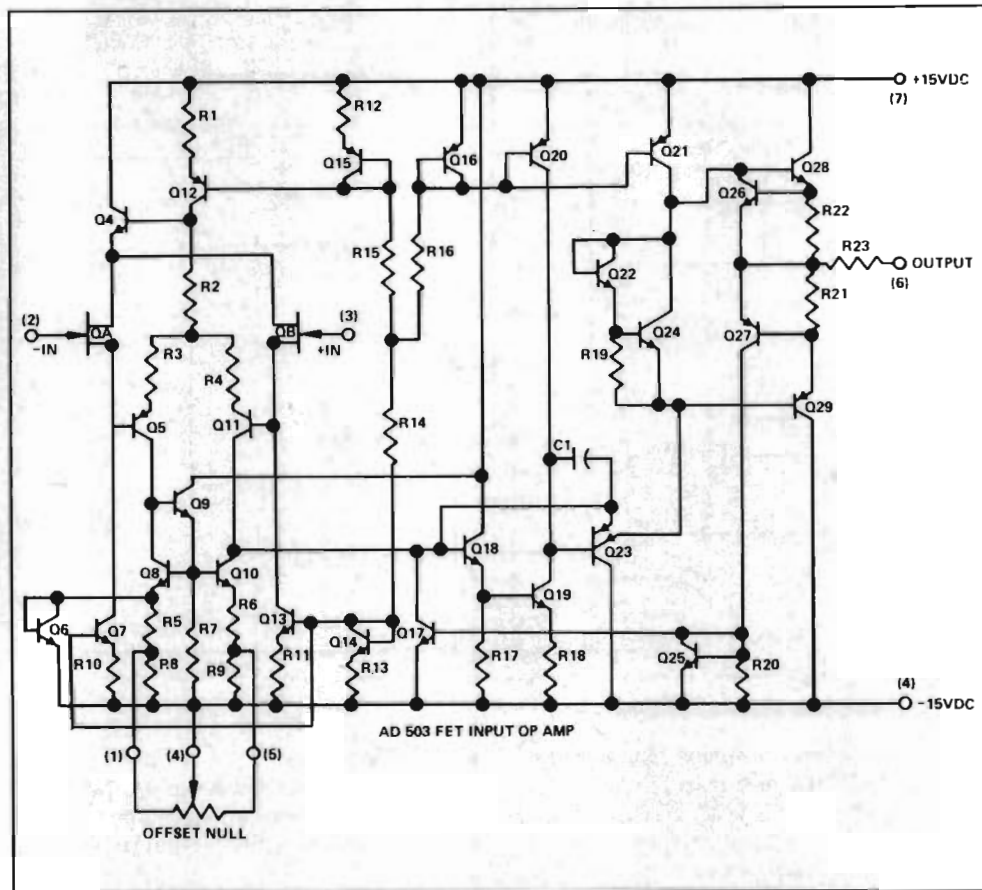 +15VDC
(7)
R1
R12
Q15
Q16
Q20
Q21
Q28
Q26
Q12
Q4
R22
R15
R16
R23
OUTPUT
(6)
Q22
R2
(2)
(3)
QA
QB
−IN
+IN
R21
Q24
Q27
R3
R19
R4
Q5
Q11
Q29
R14
C1
Q9
Q18
Q23
Q8
Q10
Q19
R6
Q6
Q7
R5
R7
Q13
Q14
Q17
R10
R8
R9
R11
R13
R17
R18
Q25
R20
(4)
−15VDC
AD 503 FET INPUT OP AMP
(1)
(4)
(5)
OFFSET NULL